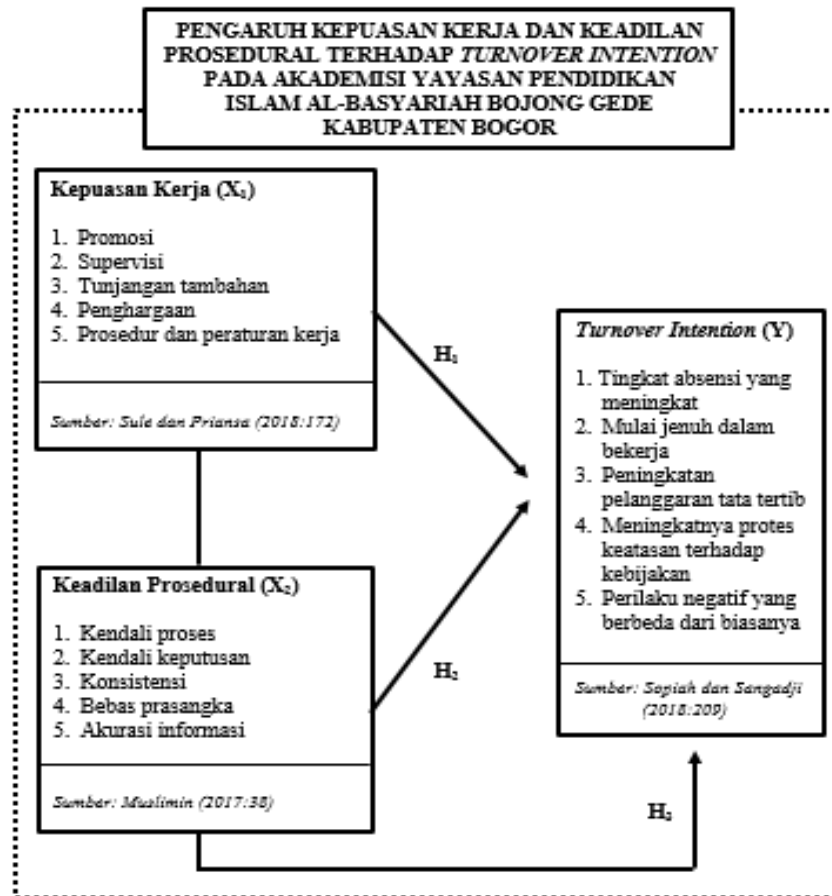 PENGARUH KEPUASAN KERJA DAN KEADILAN
PROSEDURAL TERHADAP TURNOVER INTENTION
PADA AKADEMISI YAYASAN PENDIDIKAN
ISLAM AL-BASYARIAH BOJONG GEDE
KABUPATEN BOGOR
Kepuasan Kerja (X₁)
1. Promosi
2. Supervisi
3. Tunjangan tambahan
4. Penghargaan
5. Prosedur dan peraturan kerja
Sumber: Sule dan Priansa (2018:172)
H₁
Keadilan Prosedural (X₂)
1. Kendali proses
2. Kendali keputusan
3. Konsistensi
4. Bebas prasangka
5. Akurasi informasi
Sumber: Muslimin (2017:38)
H₂
Turnover Intention (Y)
1. Tingkat absensi yang
meningkat
2. Mulai jenuh dalam
bekerja
3. Peningkatan
pelanggaran tata tertib
4. Meningkatnya protes
keatasan terhadap
kebijakan
5. Perilaku negatif yang
berbeda dari biasanya
Sumber: Sopiah dan Sangadji
(2018:209)
H₃